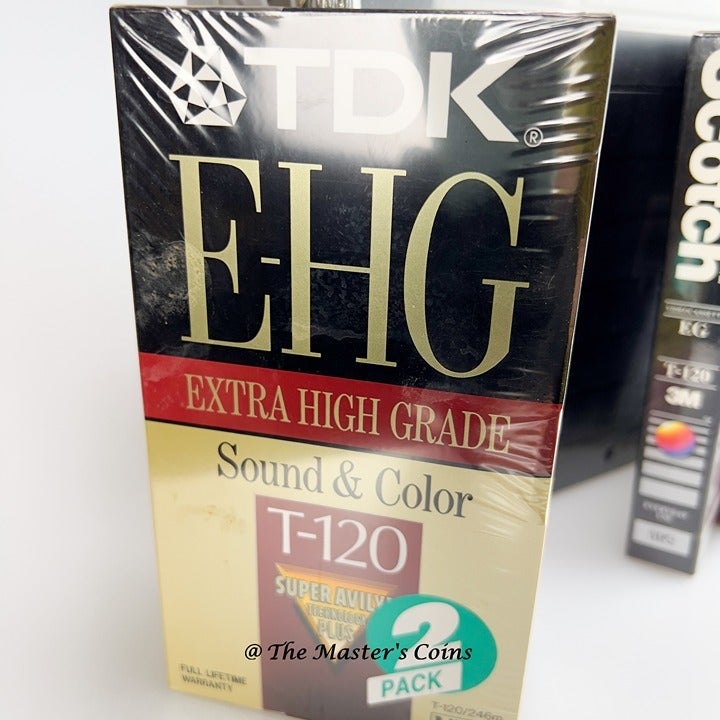 TDK®
E-HG
EXTRA HIGH GRADE
Sound & Color
T-120
SUPER AVILYN
TECHNOLOGY
PLUS
2
PACK
@ The Master's Coins
FULL LIFETIME
WARRANTY
T-120/246m
Scotch
EG
T-120
3M
VHS